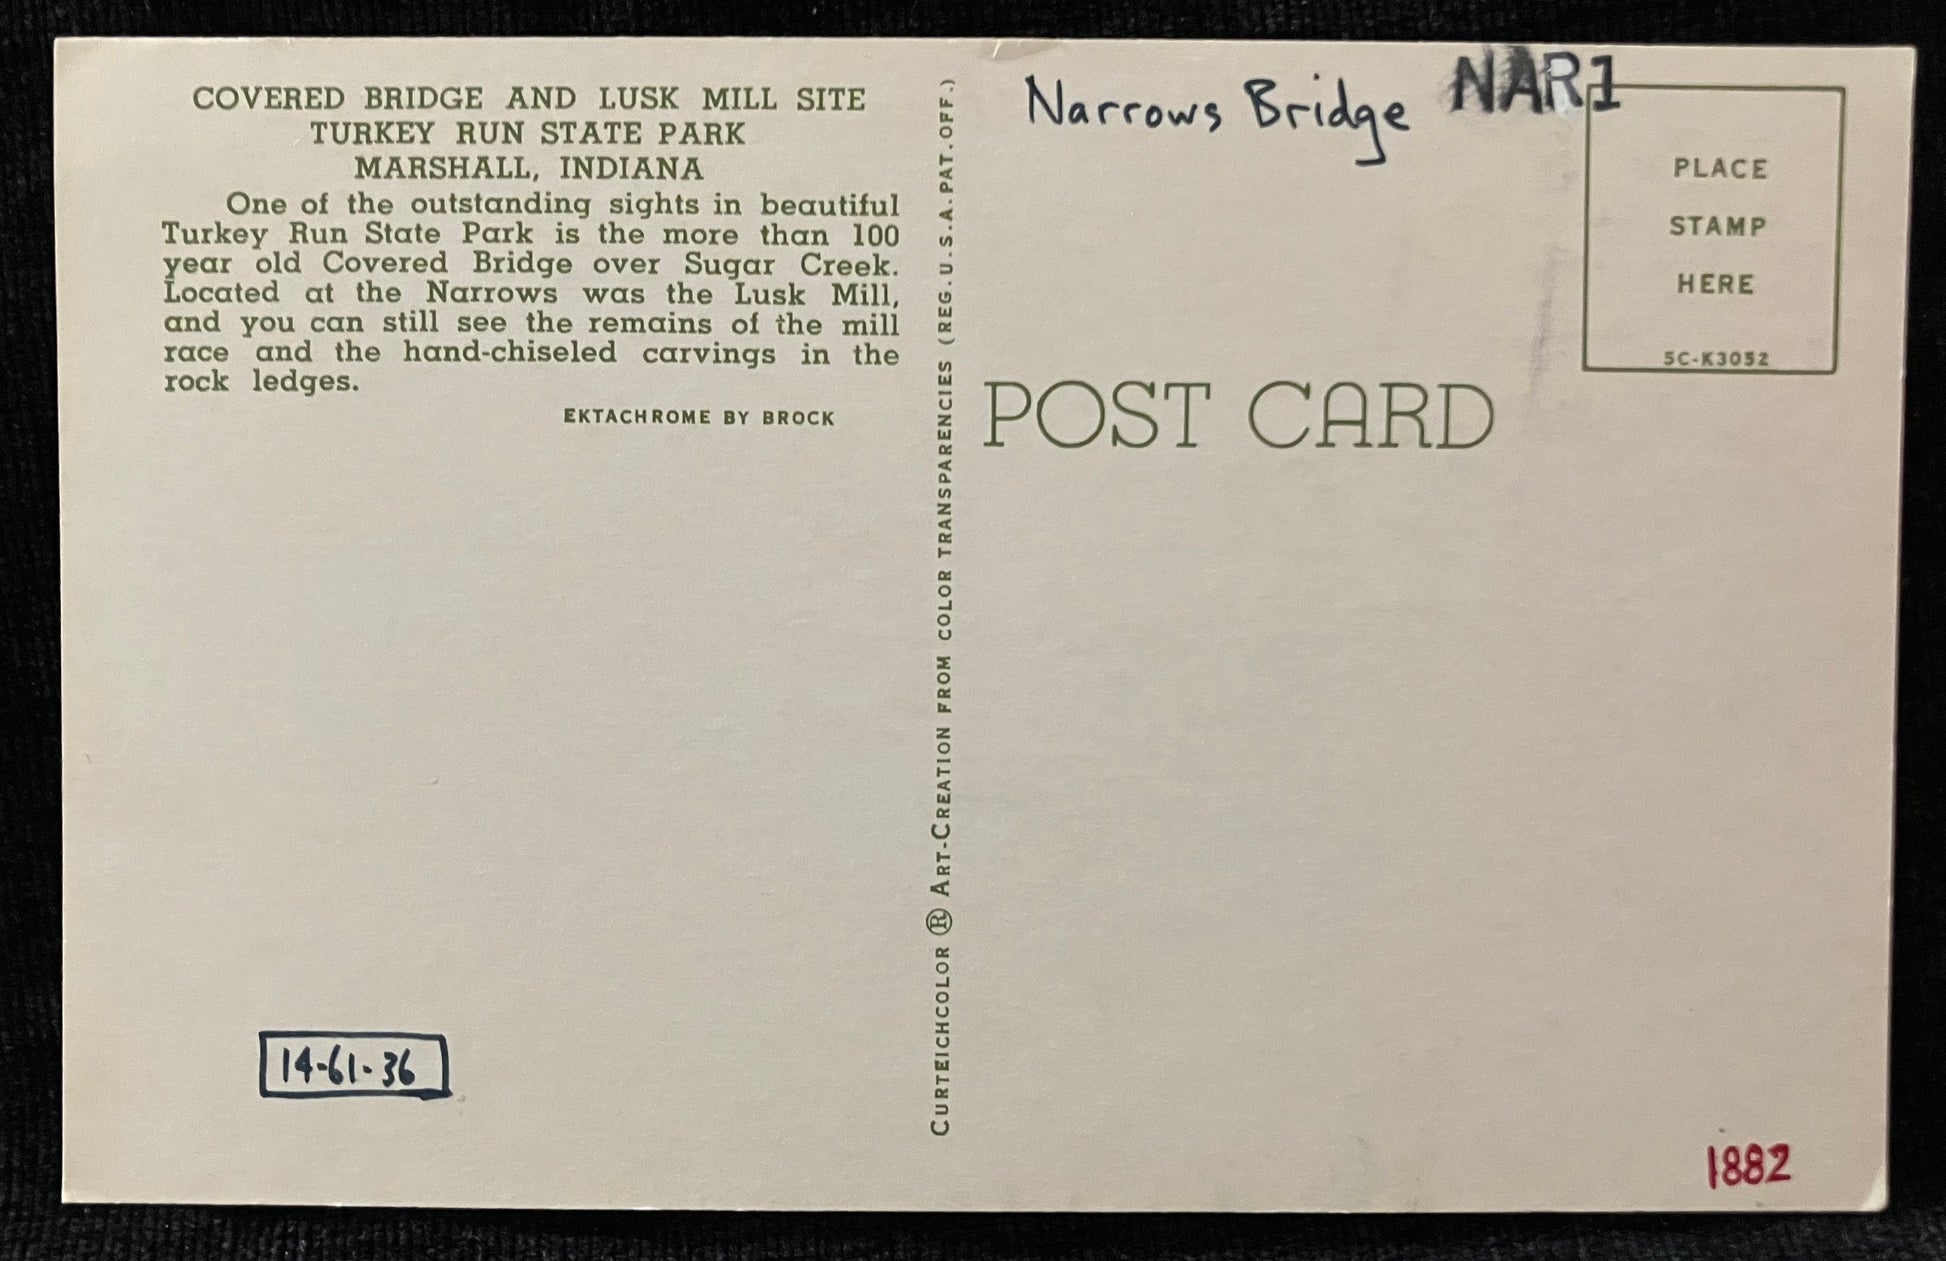 COVERED BRIDGE AND LUSK MILL SITE
TURKEY RUN STATE PARK
MARSHALL, INDIANA
One of the outstanding sights in beautiful
Turkey Run State Park is the more than 100
year old Covered Bridge over Sugar Creek.
Located at the Narrows was the Lusk Mill,
and you can still see the remains of the mill
race and the hand-chiseled carvings in the
rock ledges.
EKTACHROME BY BROCK
14-61-36
CURTEICHCOLOR ® ART-CREATION FROM COLOR TRANSPARENCIES (REG. U.S.A. PAT. OFF.)
Narrows Bridge NAR1
PLACE
STAMP
HERE
5C-K3052
POST CARD
1882